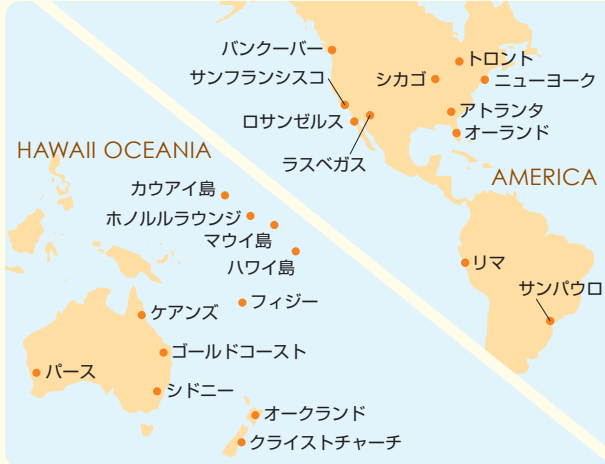 バンクーバー
トロント
サンフランシスコ
シカゴ
ニューヨーク
ロサンゼルス
アトランタ
オーランド
ラスベガス
HAWAII OCEANIA
AMERICA
カウアイ島
ホノルルラウンジ
マウイ島
ハワイ島
リマ
サンパウロ
フィジー
ケアンズ
ゴールドコースト
パース
シドニー
オークランド
クライストチャーチ